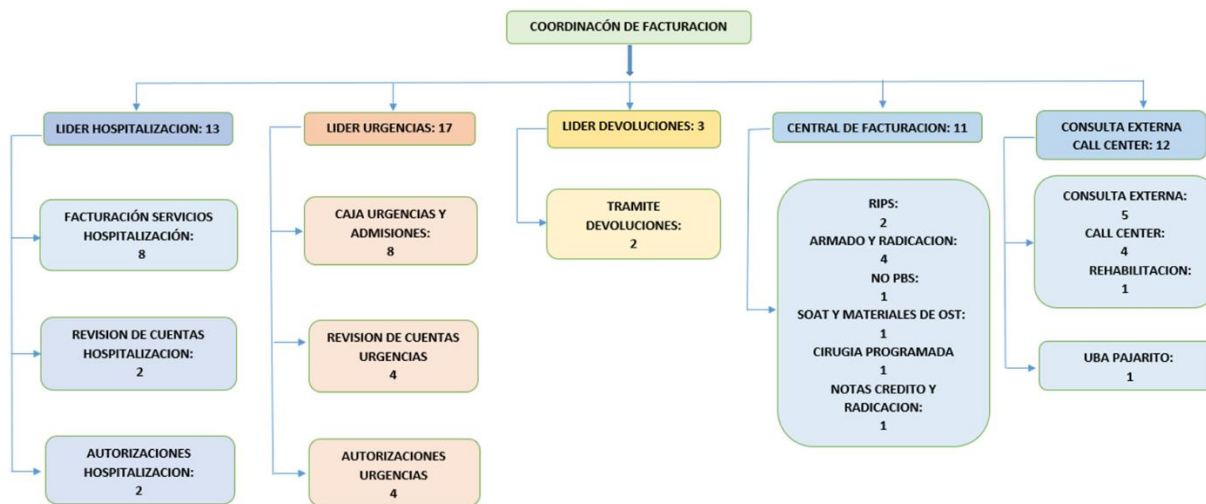 COORDINACÓN DE FACTURACION
LIDER HOSPITALIZACION: 13
LIDER URGENCIAS: 17
LIDER DEVOLUCIONES: 3
CENTRAL DE FACTURACION: 11
CONSULTA EXTERNA
CALL CENTER: 12
FACTURACIÓN SERVICIOS
HOSPITALIZACIÓN:
8
REVISION DE CUENTAS
HOSPITALIZACION:
2
AUTORIZACIONES
HOSPITALIZACION:
2
CAJA URGENCIAS Y
ADMISIONES:
8
REVISION DE CUENTAS
URGENCIAS
4
AUTORIZACIONES
URGENCIAS
4
TRAMITE
DEVOLUCIONES:
2
RIPS:
2
ARMADO Y RADICACION:
4
NO PBS:
1
SOAT Y MATERIALES DE OST:
1
CIRUGIA PROGRAMADA
1
NOTAS CREDITO Y
RADICACION:
1
CONSULTA EXTERNA:
5
CALL CENTER:
4
REHABILITACION:
1
UBA PAJARITO:
1